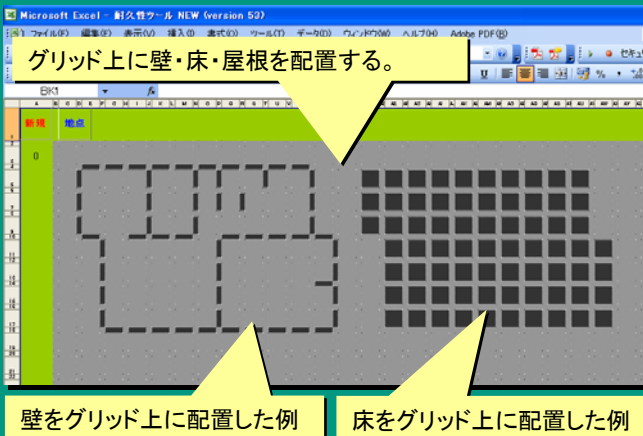 Microsoft Excel - 耐久性ツール NEW (version 53)
ファイル(F) 編集(E) 表示(V) 挿入(I) 書式(O) ツール(T) データ(D) ウィンドウ(W) ヘルプ(H) Adobe PDF(B)
グリッド上に壁・床・屋根を配置する。
BK1
新規 地点
0
壁をグリッド上に配置した例
床をグリッド上に配置した例